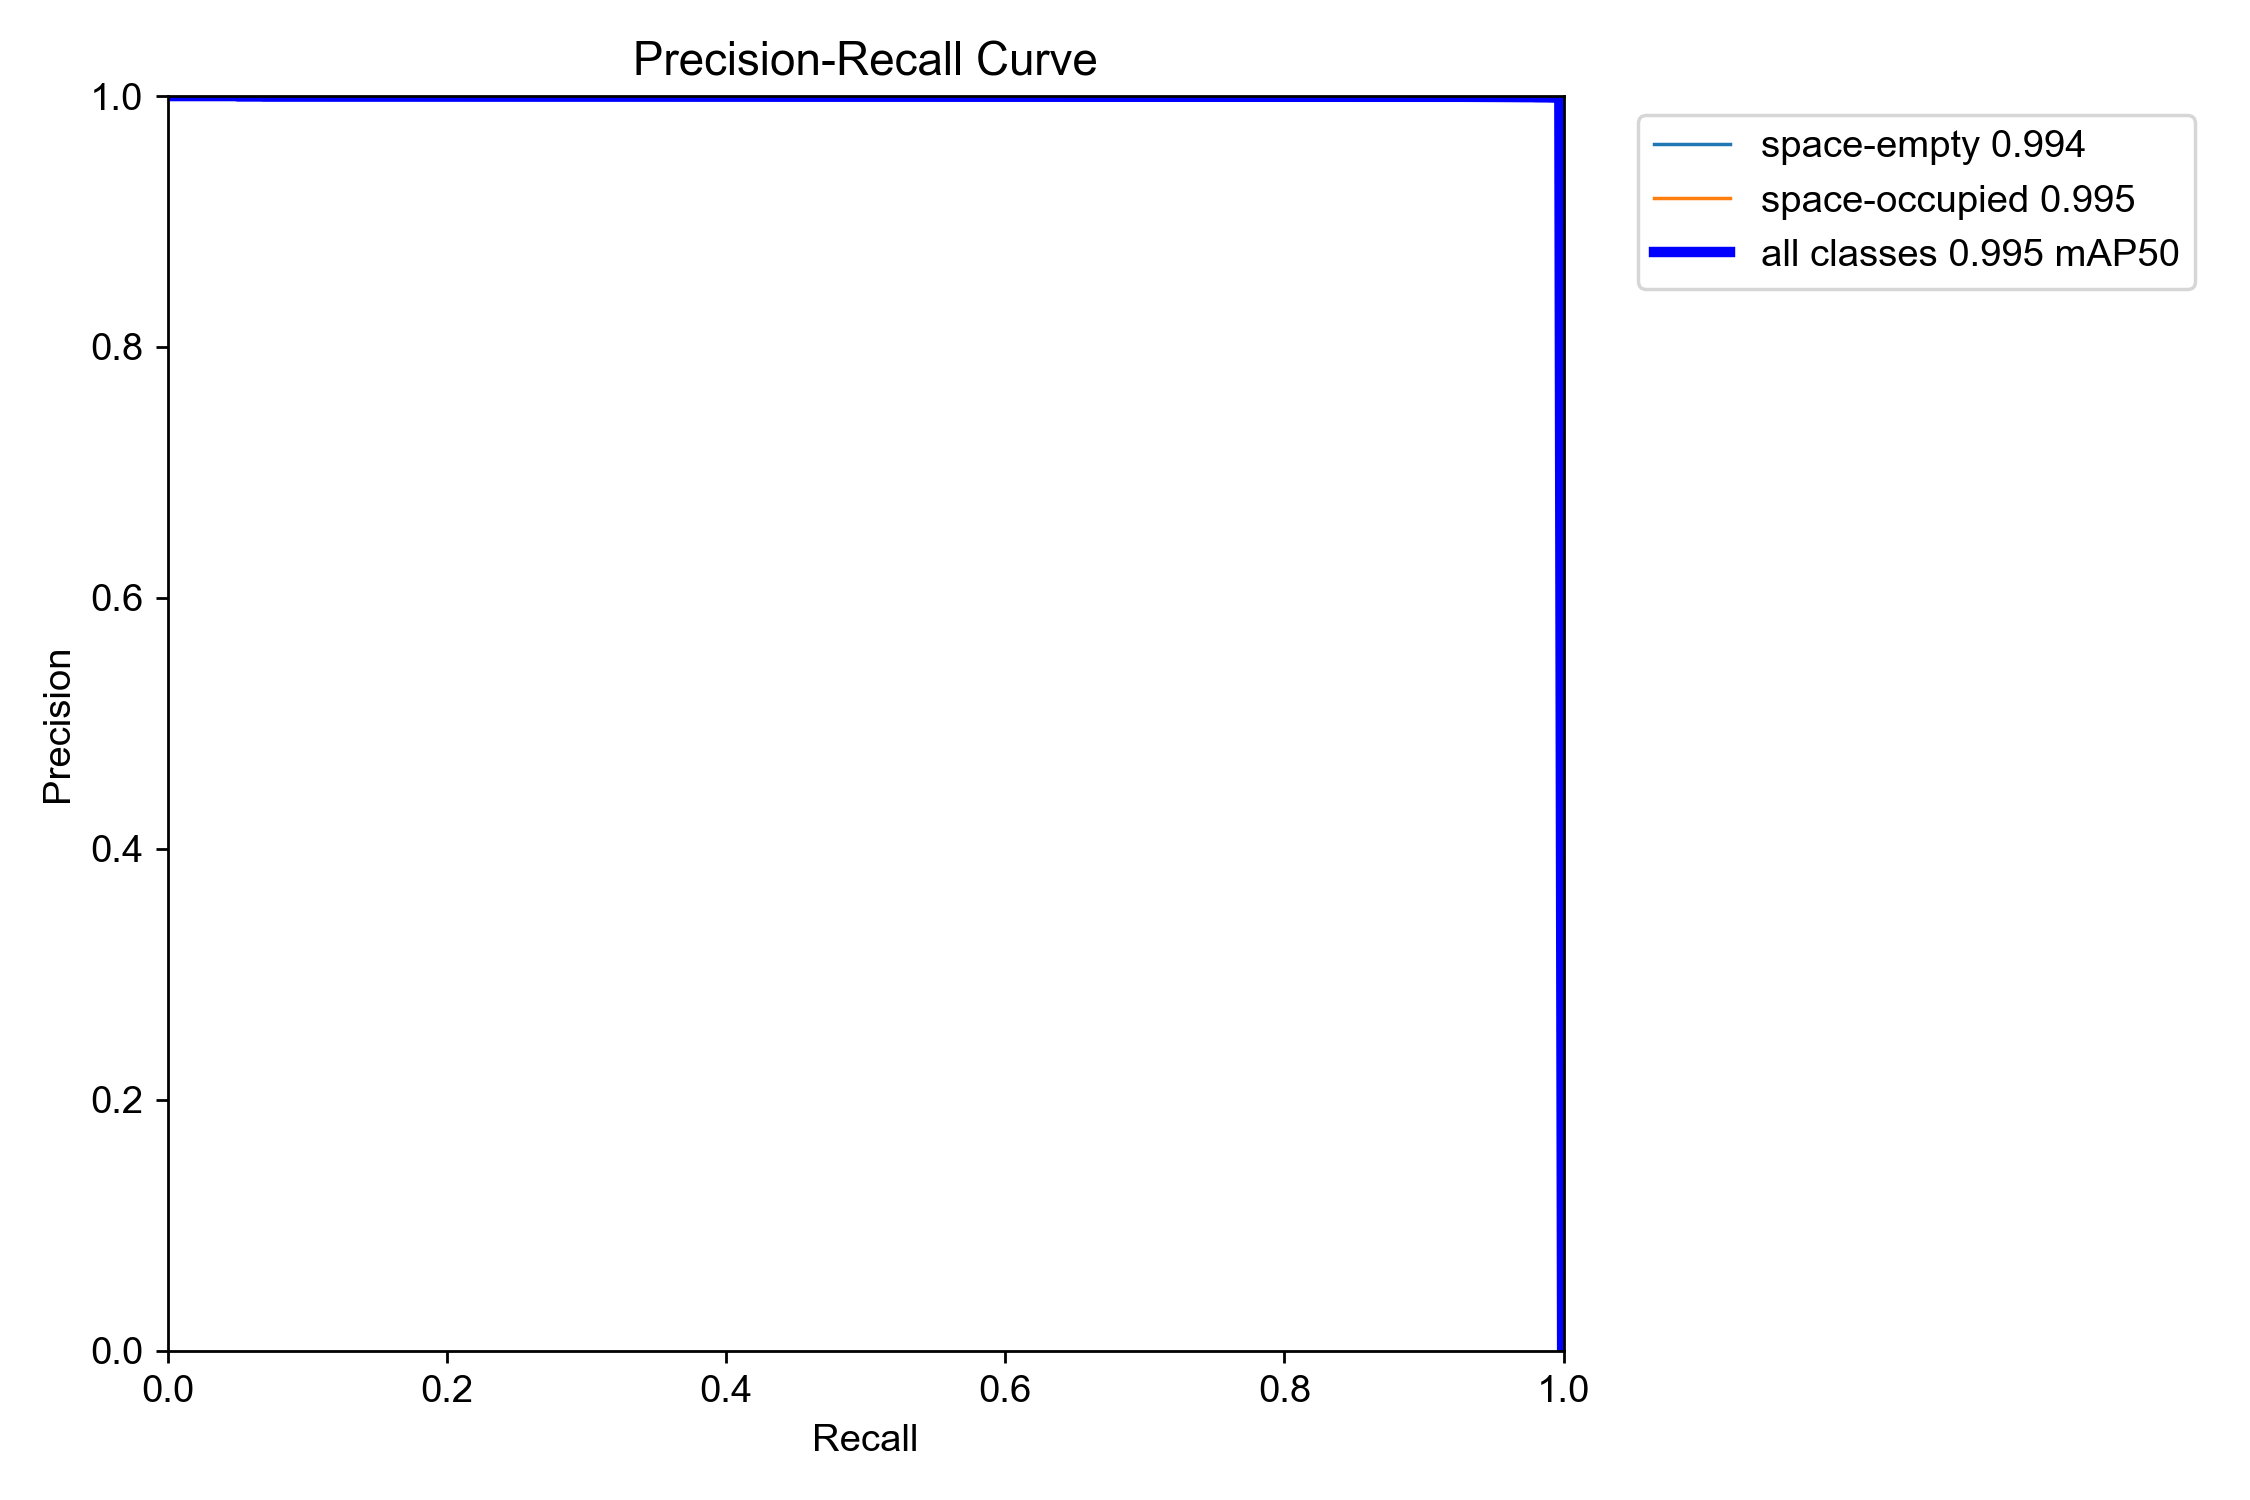 Precision-Recall Curve
1.0
0.8
0.6
0.4
0.2
0.0
Precision
0.0 0.2 0.4 0.6 0.8 1.0
Recall
space-empty 0.994
space-occupied 0.995
all classes 0.995 mAP50